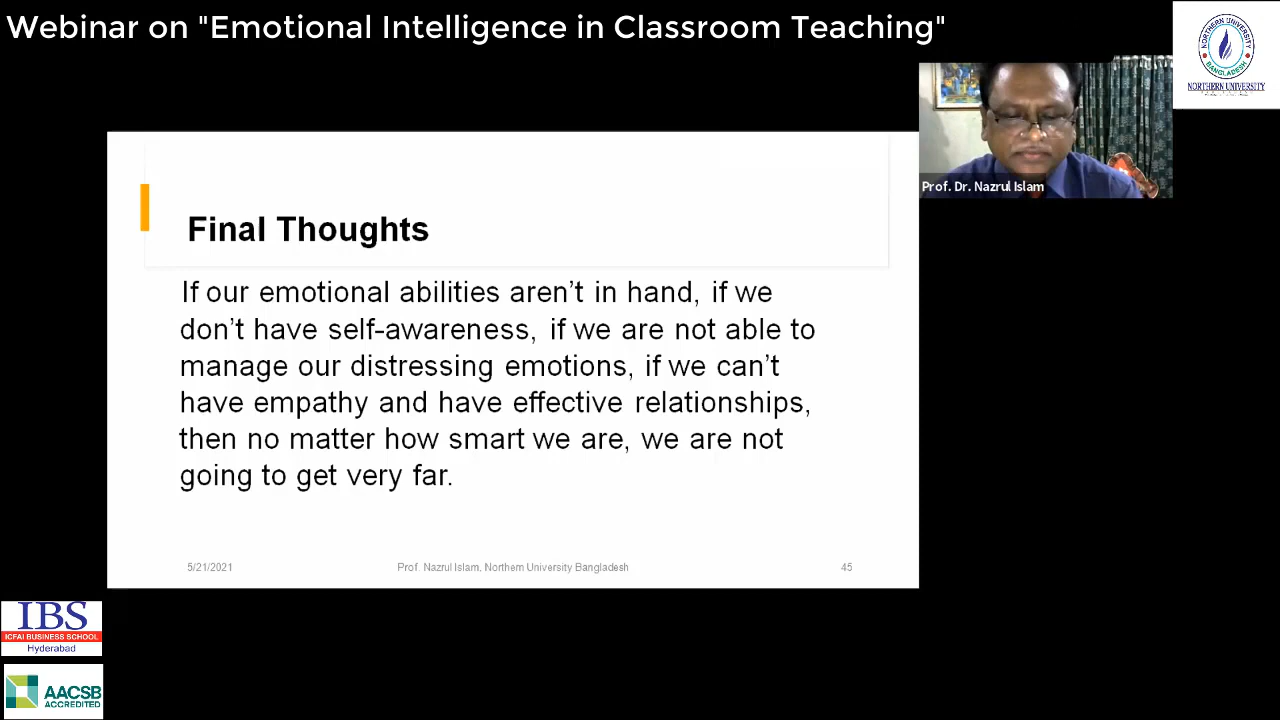 Webinar on "Emotional Intelligence in Classroom Teaching"
NORTHERN UNIVERSITY
BANGLADESH
NORTHERN UNIVERSITY
Prof. Dr. Nazrul Islam
Final Thoughts
If our emotional abilities aren’t in hand, if we
don’t have self-awareness, if we are not able to
manage our distressing emotions, if we can’t
have empathy and have effective relationships,
then no matter how smart we are, we are not
going to get very far.
5/21/2021
Prof. Nazrul Islam, Northern University Bangladesh
45
IBS
ICFAI BUSINESS SCHOOL
Hyderabad
AACSB
ACCREDITED